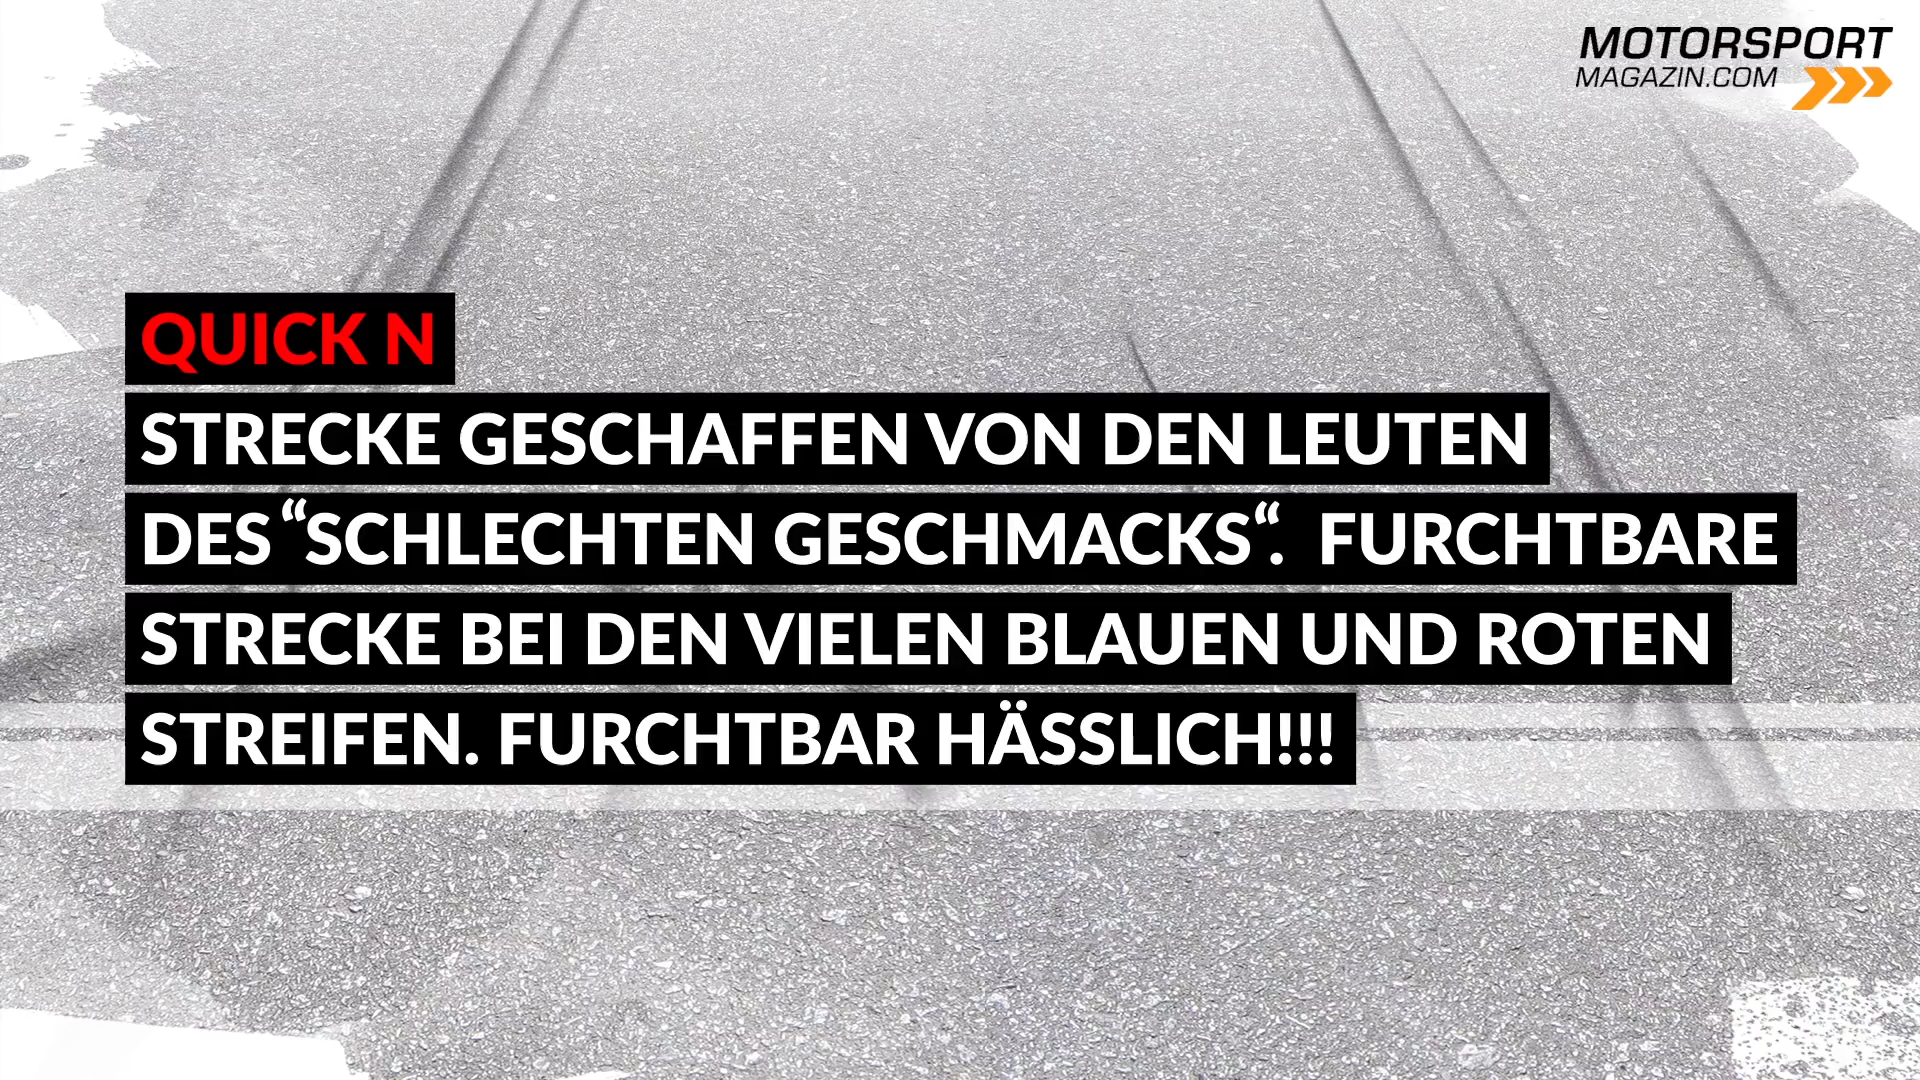 MOTORSPORT
MAGAZIN.COM
QUICK N
STRECKE GESCHAFFEN VON DEN LEUTEN
DES “SCHLECHTEN GESCHMACKS“. FURCHTBARE
STRECKE BEI DEN VIELEN BLAUEN UND ROTEN
STREIFEN. FURCHTBAR HÄSSLICH!!!